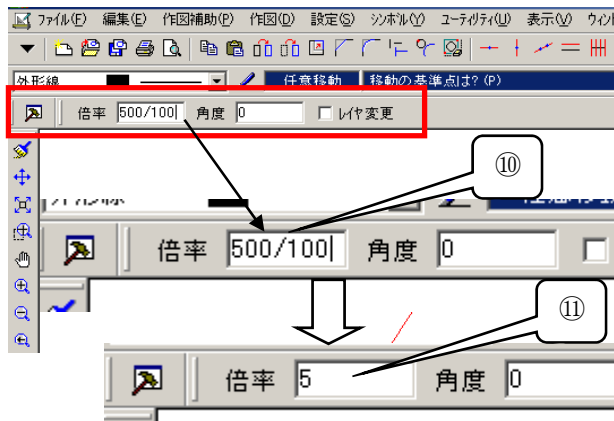 ファイル(F) 編集(E) 作図補助(P) 作図(D) 設定(S) シンボル(Y) ユーティリティ(U) 表示(V) ウィン
外形線 任意移動 移動の基準点は?(P)
倍率 500/100 角度 0 レイヤ変更
⑩
倍率 500/100 角度 0
⑪
倍率 5 角度 0